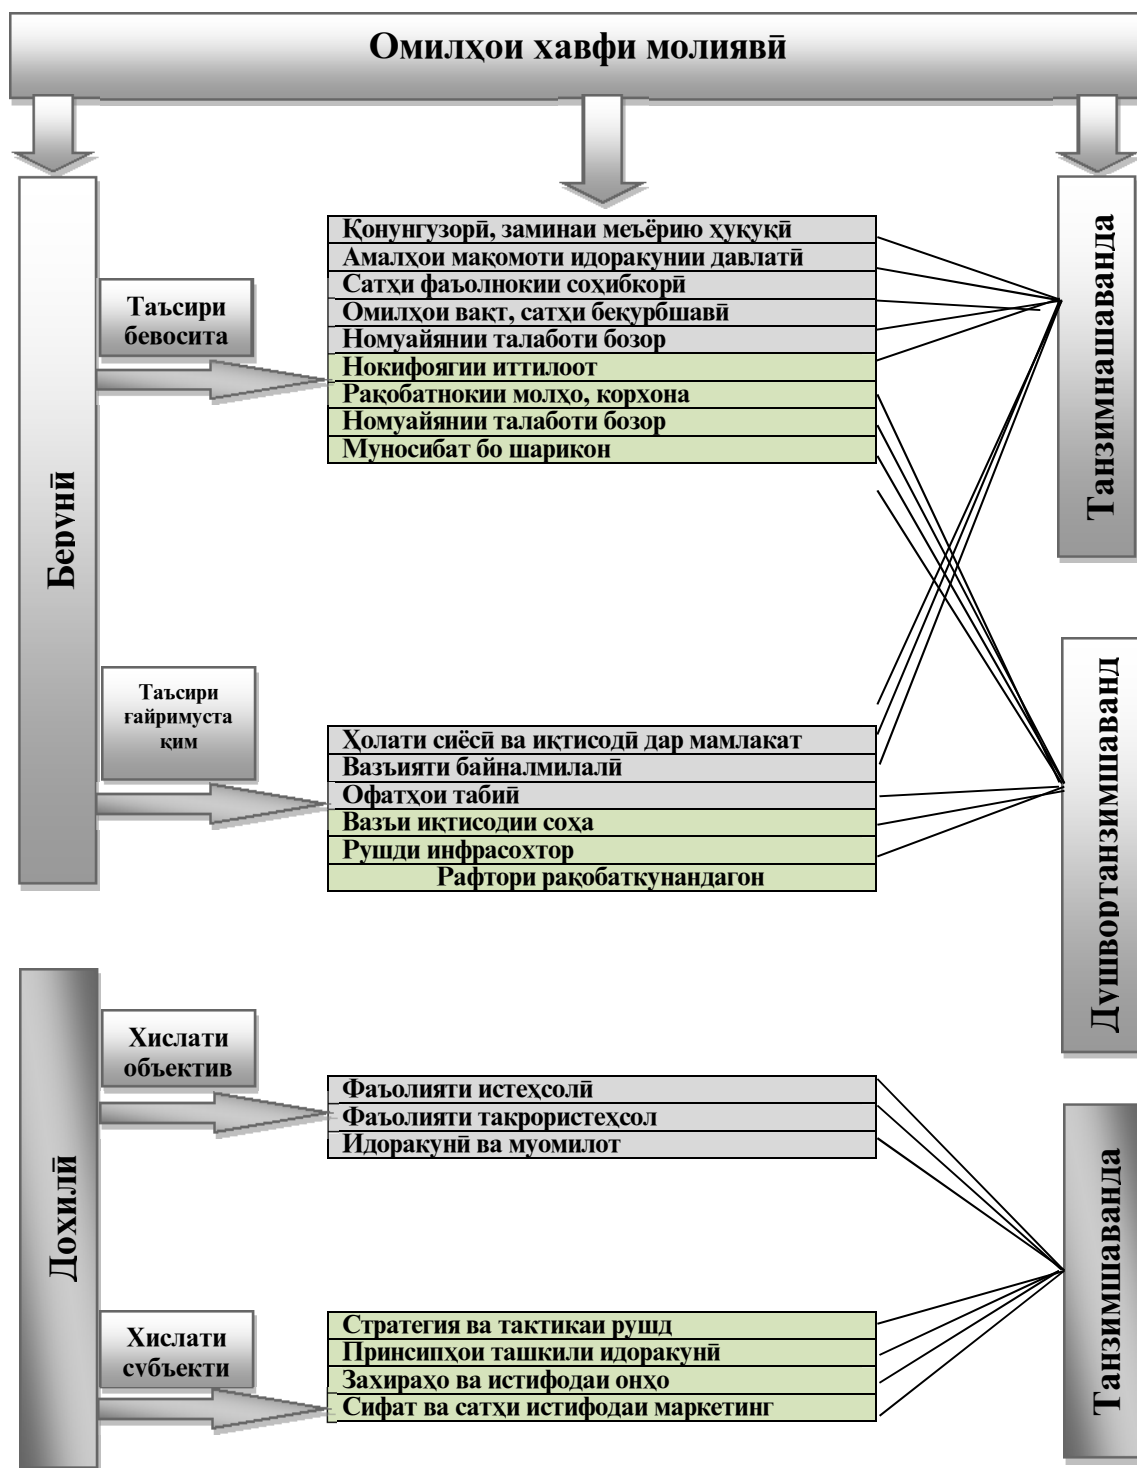 Омилҳои хавфи молиявӣ
Берунӣ
Таъсири
бевосита
Қонунгузорӣ, заминаи меъёрию ҳуқуқӣ
Амалҳои мақомоти идоракунии давлатӣ
Сатҳи фаъолнокии соҳибкорӣ
Омилҳои вақт, сатҳи беқурбшавӣ
Номуайянии талаботи бозор
Нокифоягии иттилоот
Рақобатнокии молҳо, корхона
Номуайянии талаботи бозор
Муносибат бо шарикон
Танзимнашаванда
Таъсири
ғайримуста
қим
Ҳолати сиёсӣ ва иқтисодӣ дар мамлакат
Вазъияти байналмилалӣ
Офатҳои табиӣ
Вазъи иқтисодии соҳа
Рушди инфрасохтор
Рафтори рақобаткунандагон
Душвортанзимшаванд
Дохилӣ
Хислати
объектив
Фаъолияти истеҳсолӣ
Фаъолияти такрористеҳсол
Идоракунӣ ва муомилот
Танзимшаванда
Хислати
субъекти
Стратегия ва тактикаи рушд
Принсипҳои ташкили идоракунӣ
Захираҳо ва истифодаи онҳо
Сифат ва сатҳи истифодаи маркетинг